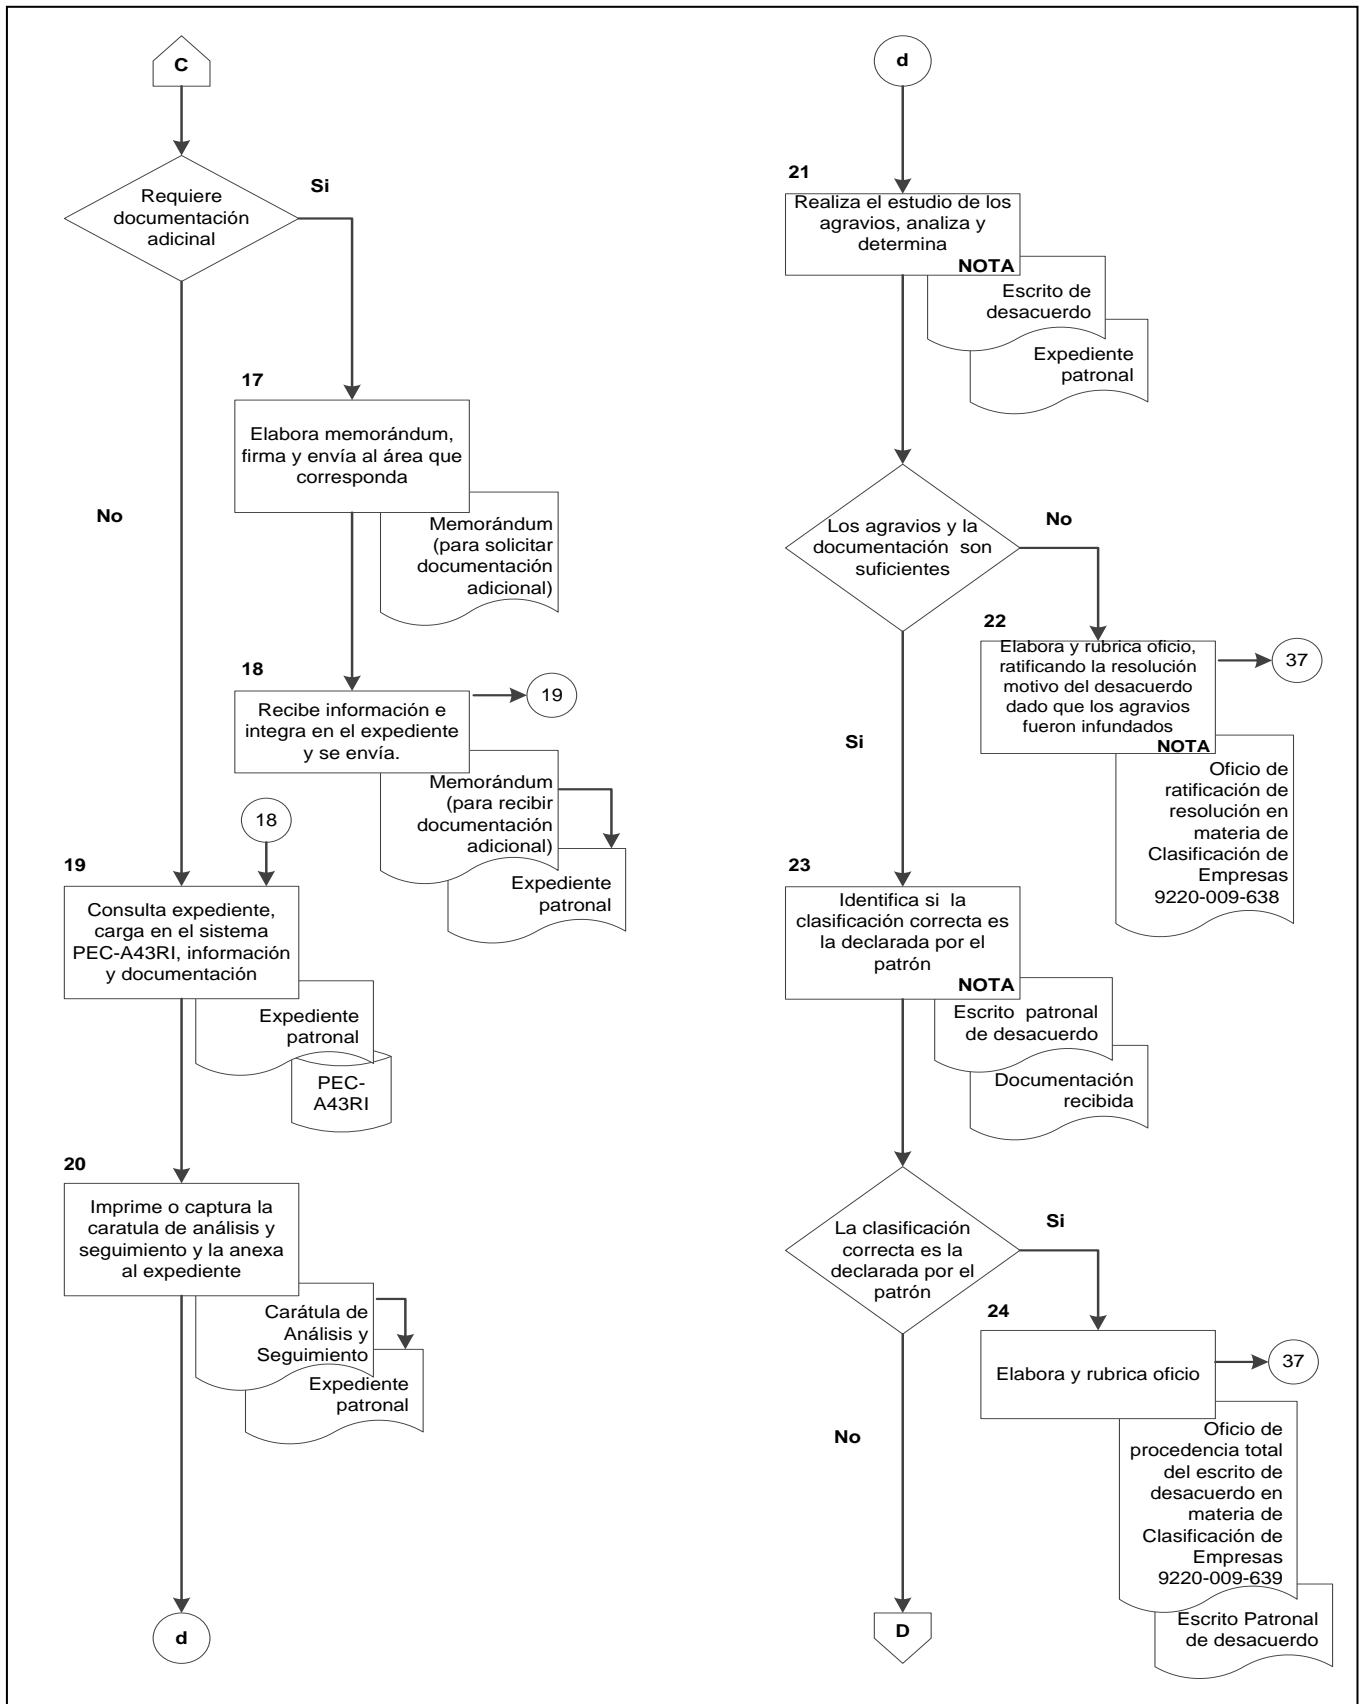 C
Requiere
documentación
adicinal
Si
No
17
Elabora memorándum,
firma y envía al área que
corresponda
Memorándum
(para solicitar
documentación
adicional)
18
Recibe información e
integra en el expediente
y se envía.
19
Memorándum
(para recibir
documentación
adicional)
Expediente
patronal
18
19
Consulta expediente,
carga en el sistema
PEC-A43RI, información
y documentación
Expediente
patronal
PEC-
A43RI
20
Imprime o captura la
caratula de análisis y
seguimiento y la anexa
al expediente
Carátula de
Análisis y
Seguimiento
Expediente
patronal
d
d
21
Realiza el estudio de los
agravios, analiza y
determina
NOTA
Escrito de
desacuerdo
Expediente
patronal
Los agravios y la
documentación son
suficientes
No
Si
22
Elabora y rubrica oficio,
ratificando la resolución
motivo del desacuerdo
dado que los agravios
fueron infundados
NOTA
37
Oficio de
ratificación de
resolución en
materia de
Clasificación de
Empresas
9220-009-638
23
Identifica si la
clasificación correcta es
la declarada por el
patrón
NOTA
Escrito patronal
de desacuerdo
Documentación
recibida
La clasificación
correcta es la
declarada por el
patrón
Si
No
24
Elabora y rubrica oficio
37
Oficio de
procedencia total
del escrito de
desacuerdo en
materia de
Clasificación de
Empresas
9220-009-639
Escrito Patronal
de desacuerdo
D